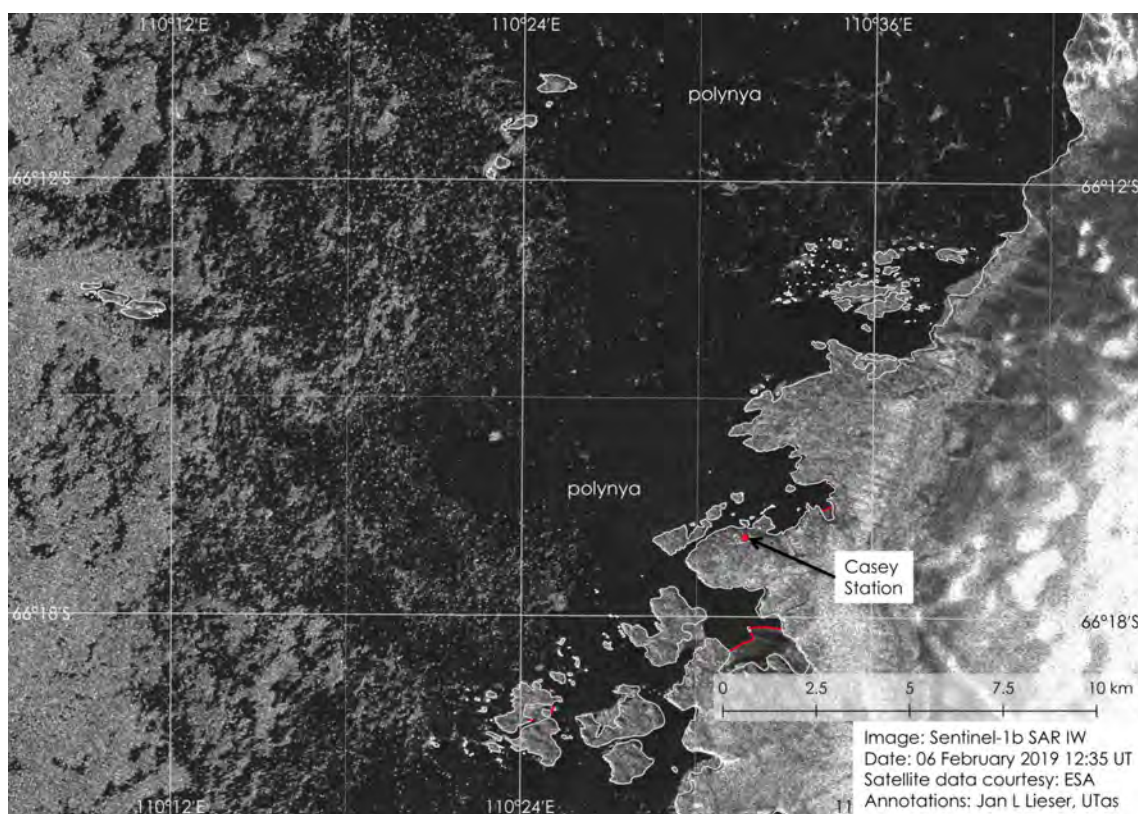 110°12'E
110°24'E
110°36'E
polynya
66°12'S
66°12'S
polynya
Casey
Station
66°18'S
66°18'S
0 2.5 5 7.5 10 km
Image: Sentinel-1b SAR IW
Date: 06 February 2019 12:35 UT
Satellite data courtesy: ESA
Annotations: Jan L Lieser, UTas
110°12'E
110°24'E
11